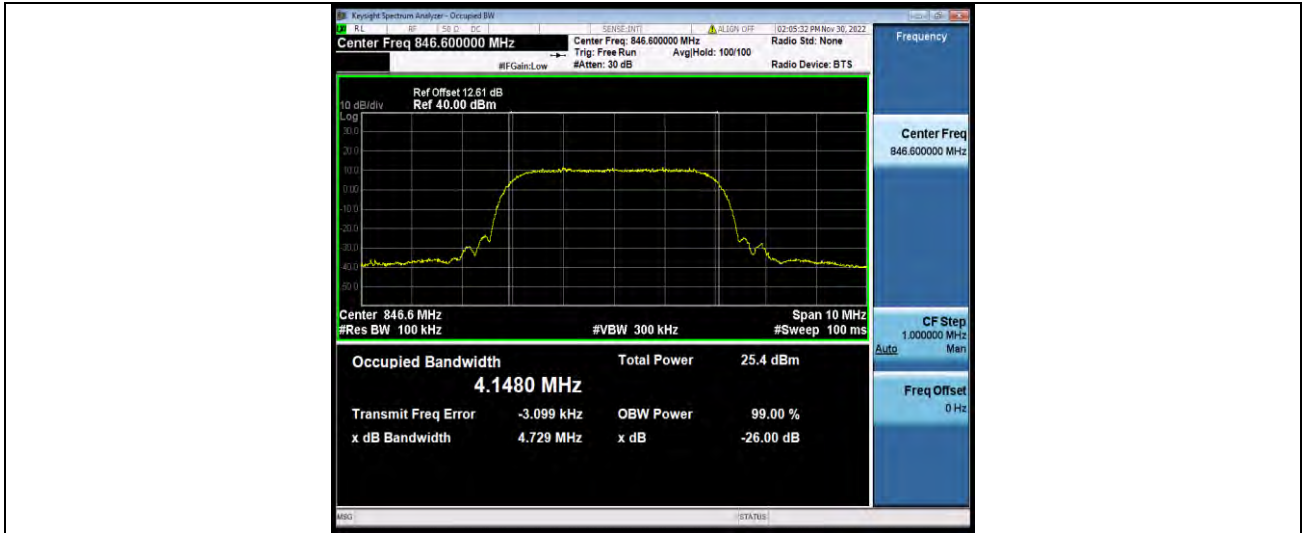 Keysight Spectrum Analyzer - Occupied BW
RL RF 50 Ω DC SENSE:INT ALIGN OFF 02:05:32 PM Nov 30, 2022
Center Freq 846.600000 MHz
Center Freq: 846.600000 MHz
Radio Std: None
Trig: Free Run Avg|Hold: 100/100
#IFGain:Low #Atten: 30 dB Radio Device: BTS
Frequency
Ref Offset 12.61 dB
10 dB/div Ref 40.00 dBm
Log
30.0
20.0
10.0
0.00
-10.0
-20.0
-30.0
-40.0
-50.0
Center 846.6 MHz Span 10 MHz
#Res BW 100 kHz #VBW 300 kHz #Sweep 100 ms
Occupied Bandwidth Total Power 25.4 dBm
4.1480 MHz
Transmit Freq Error -3.099 kHz OBW Power 99.00 %
x dB Bandwidth 4.729 MHz x dB -26.00 dB
Center Freq
846.600000 MHz
CF Step
1.000000 MHz
Auto Man
Freq Offset
0 Hz
MSG STATUS